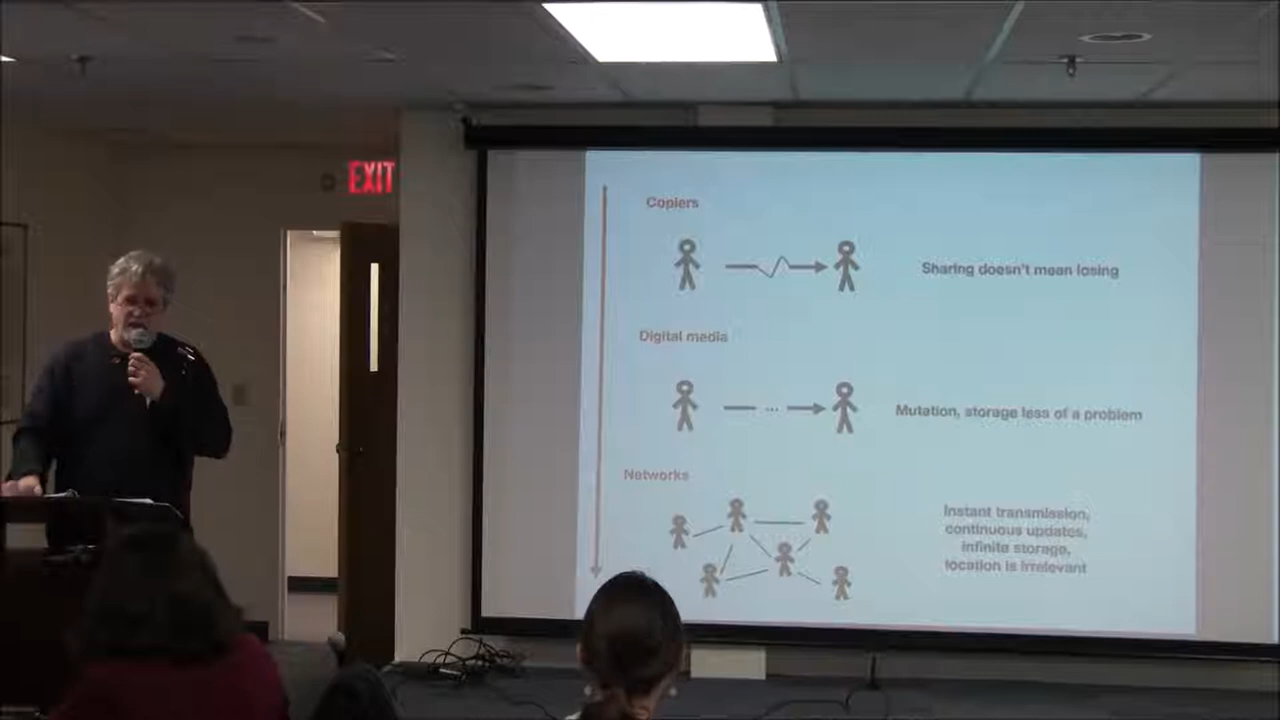 EXIT
Copiers
Sharing doesn't mean losing
Digital media
...
Mutation, storage less of a problem
Networks
Instant transmission,
continuous updates,
infinite storage,
location is irrelevant